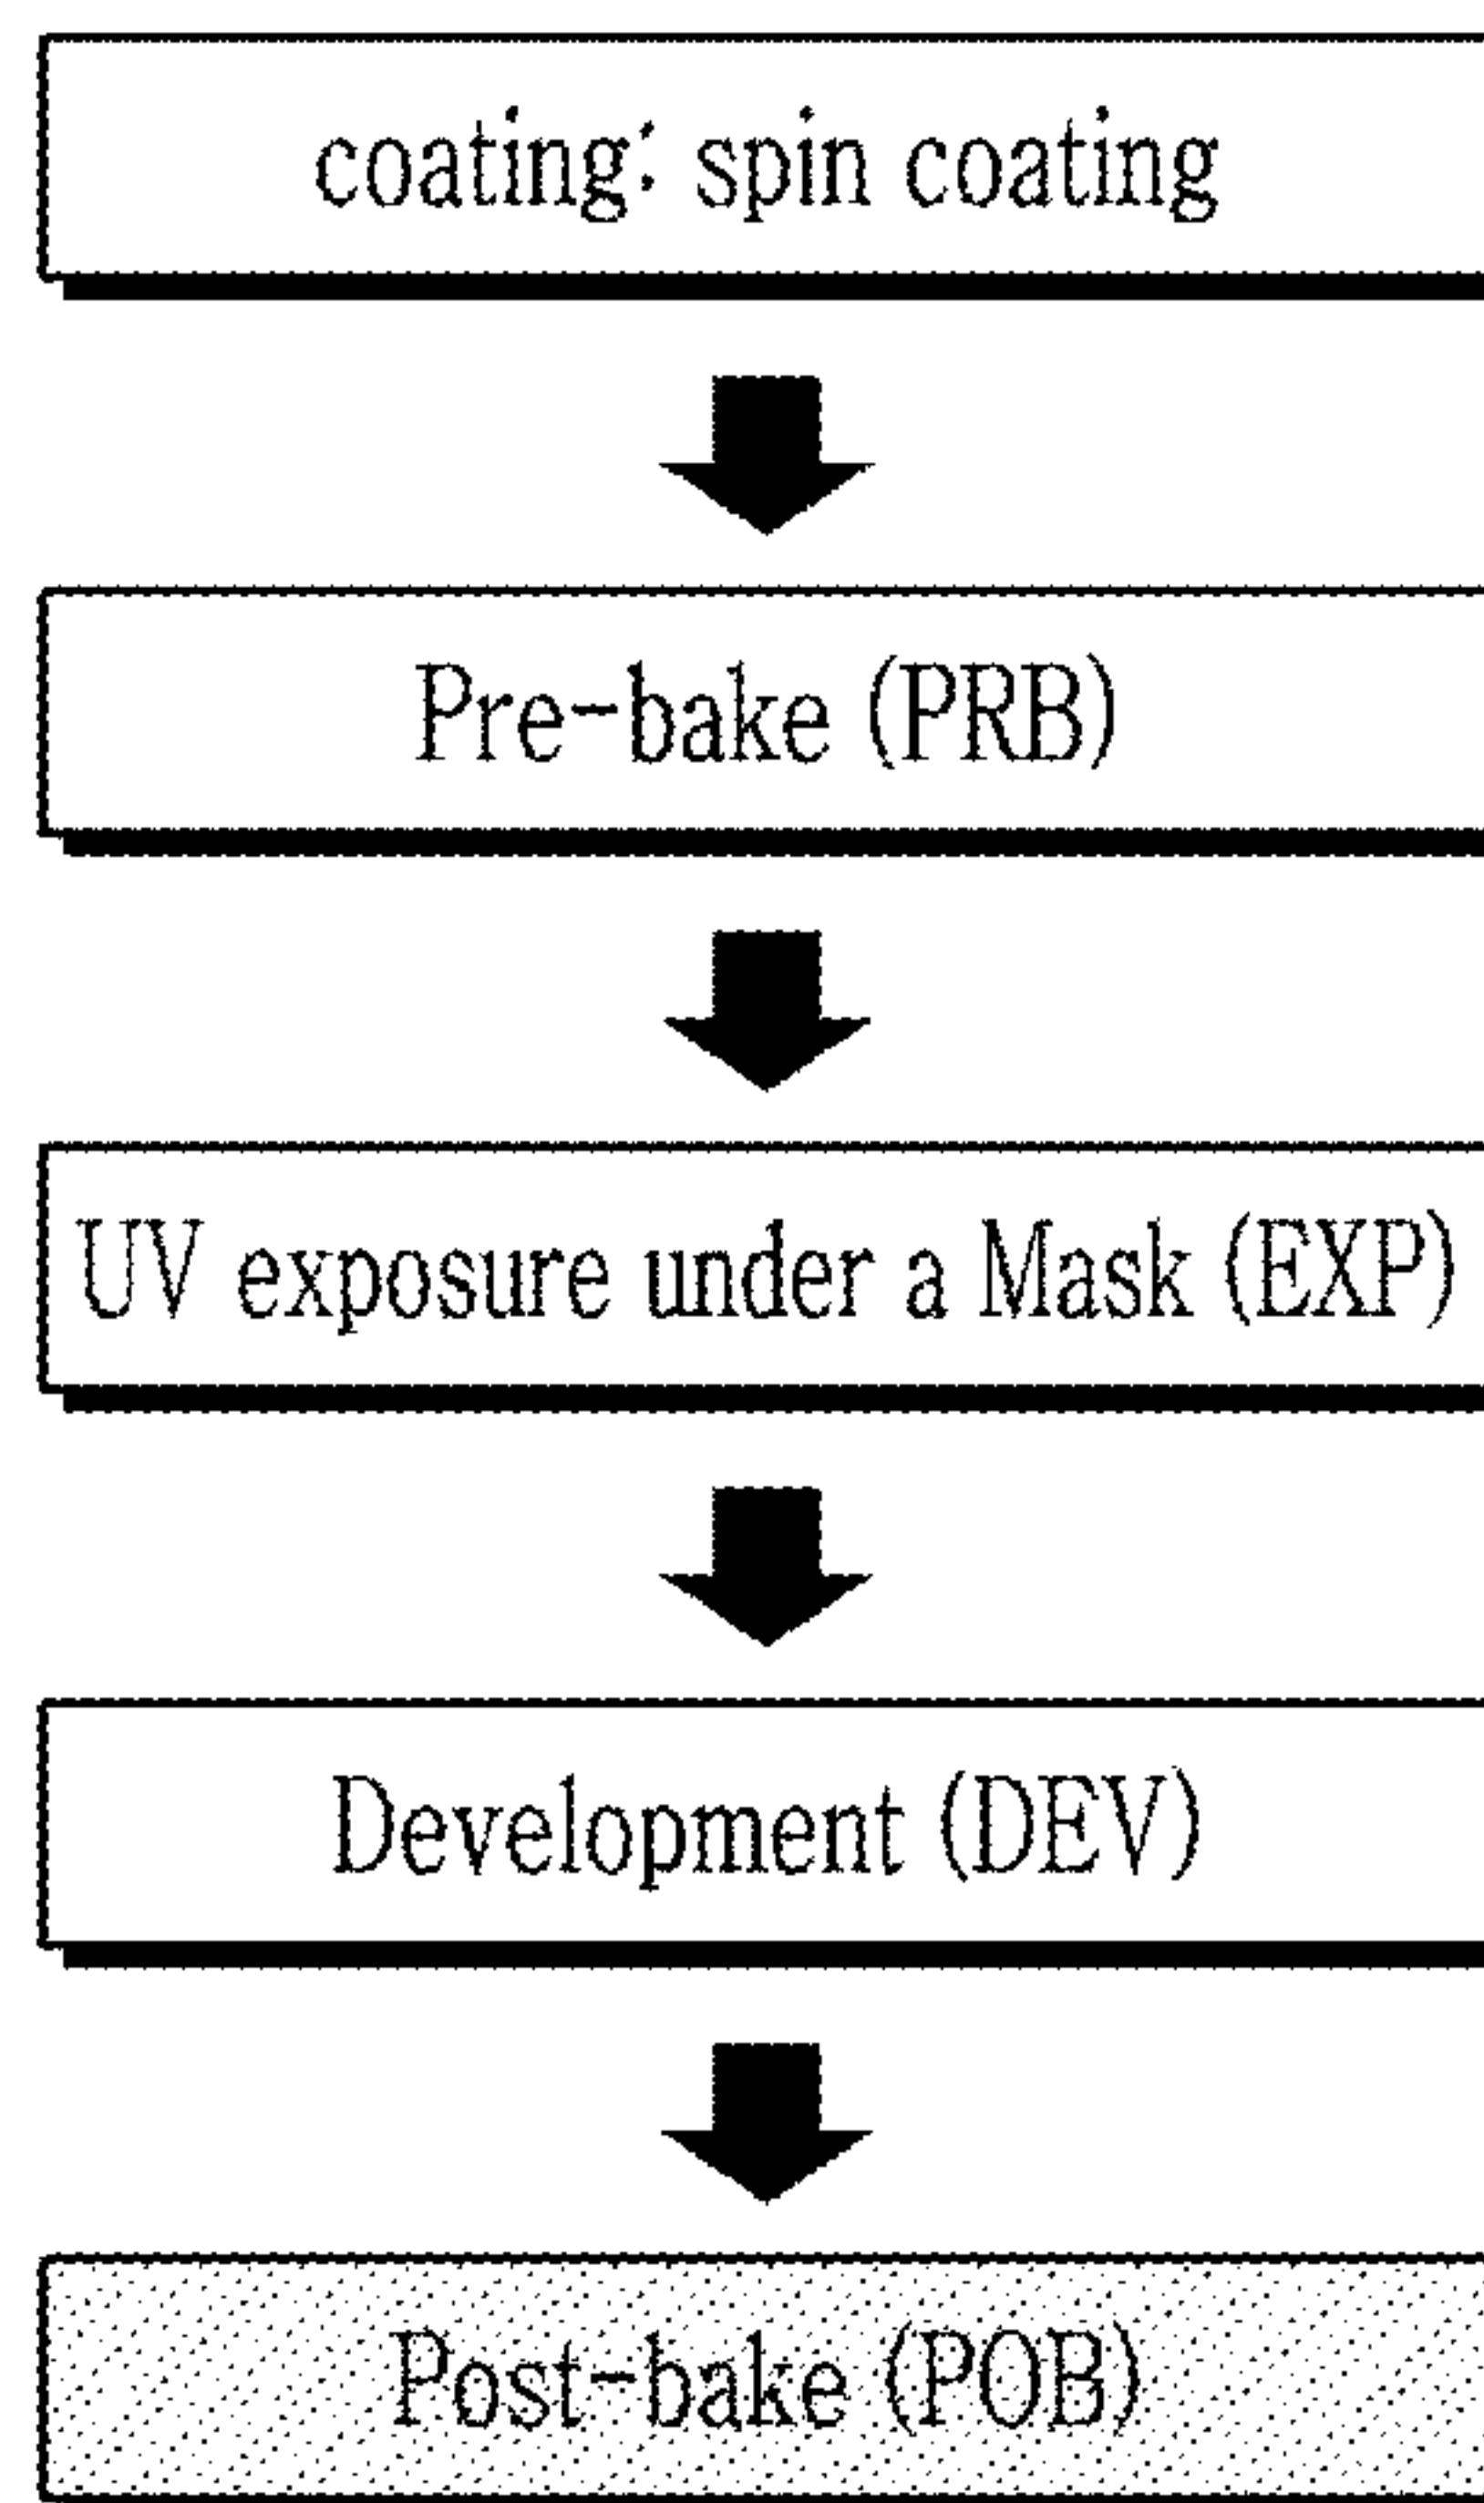 coating: spin coating
Pre-bake (PRB)
UV exposure under a Mask (EXP)
Development (DEV)
Post-bake (POB)